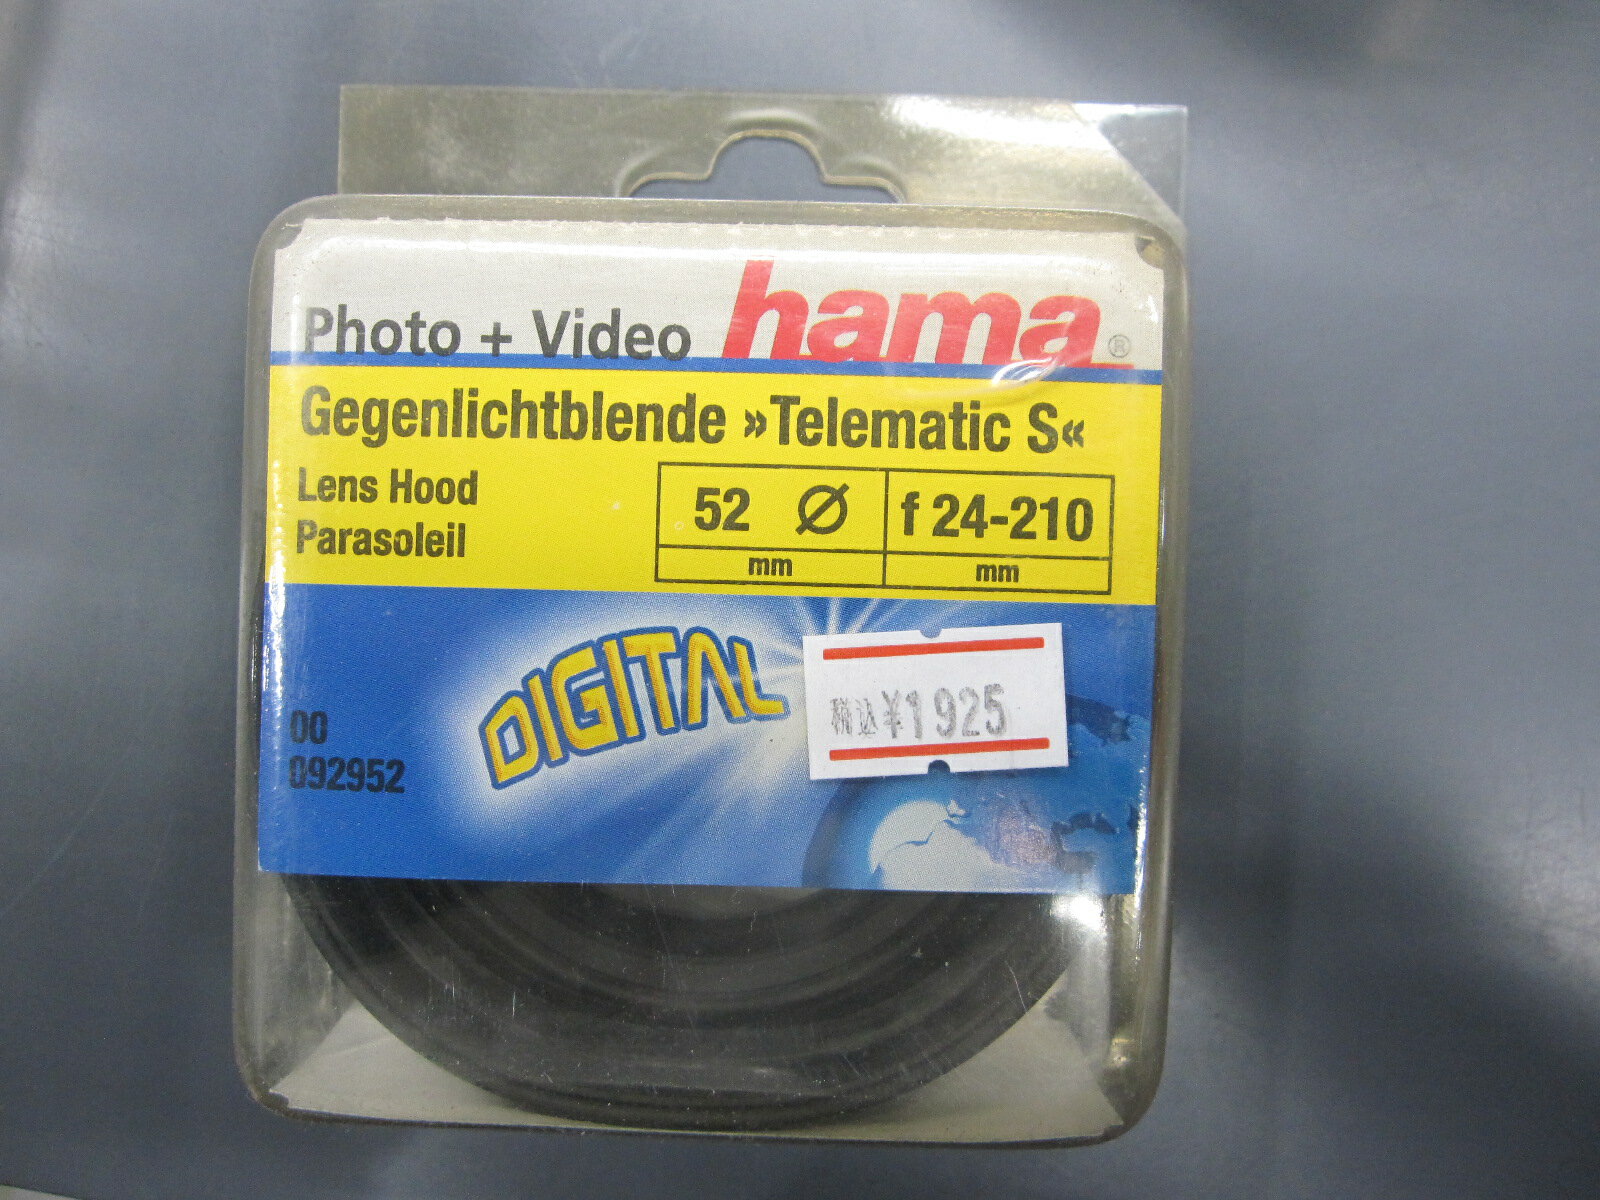 Photo + Video hama®
Gegenlichtblende »Telematic S«
Lens Hood
Parasoleil
52 Ø f 24-210
mm mm
DIGITAL
税込¥1925
00
092952